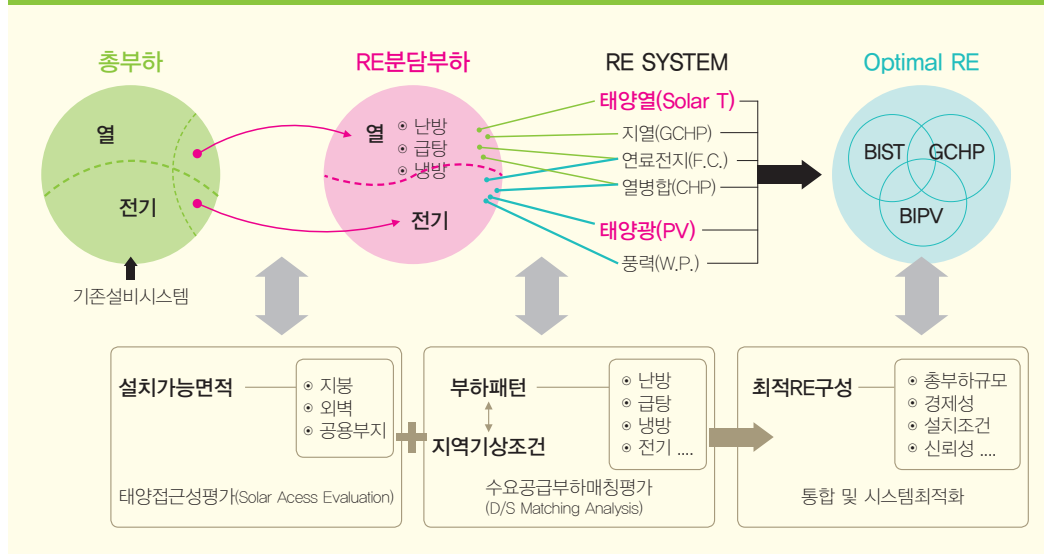 총부하
RE분담부하
RE SYSTEM
Optimal RE
열
전기
기존설비시스템
열
◉ 난방
◉ 급탕
◉ 냉방
전기
태양열(Solar T)
지열(GCHP)
연료전지(F.C.)
열병합(CHP)
태양광(PV)
풍력(W.P.)
BIST
GCHP
BIPV
설치가능면적
◉ 지붕
◉ 외벽
◉ 공용부지
태양접근성평가(Solar Acess Evaluation)
부하패턴
지역기상조건
◉ 난방
◉ 급탕
◉ 냉방
◉ 전기 ....
수요공급부하매칭평가
(D/S Matching Analysis)
최적RE구성
◉ 총부하규모
◉ 경제성
◉ 설치조건
◉ 신뢰성 ....
통합 및 시스템최적화